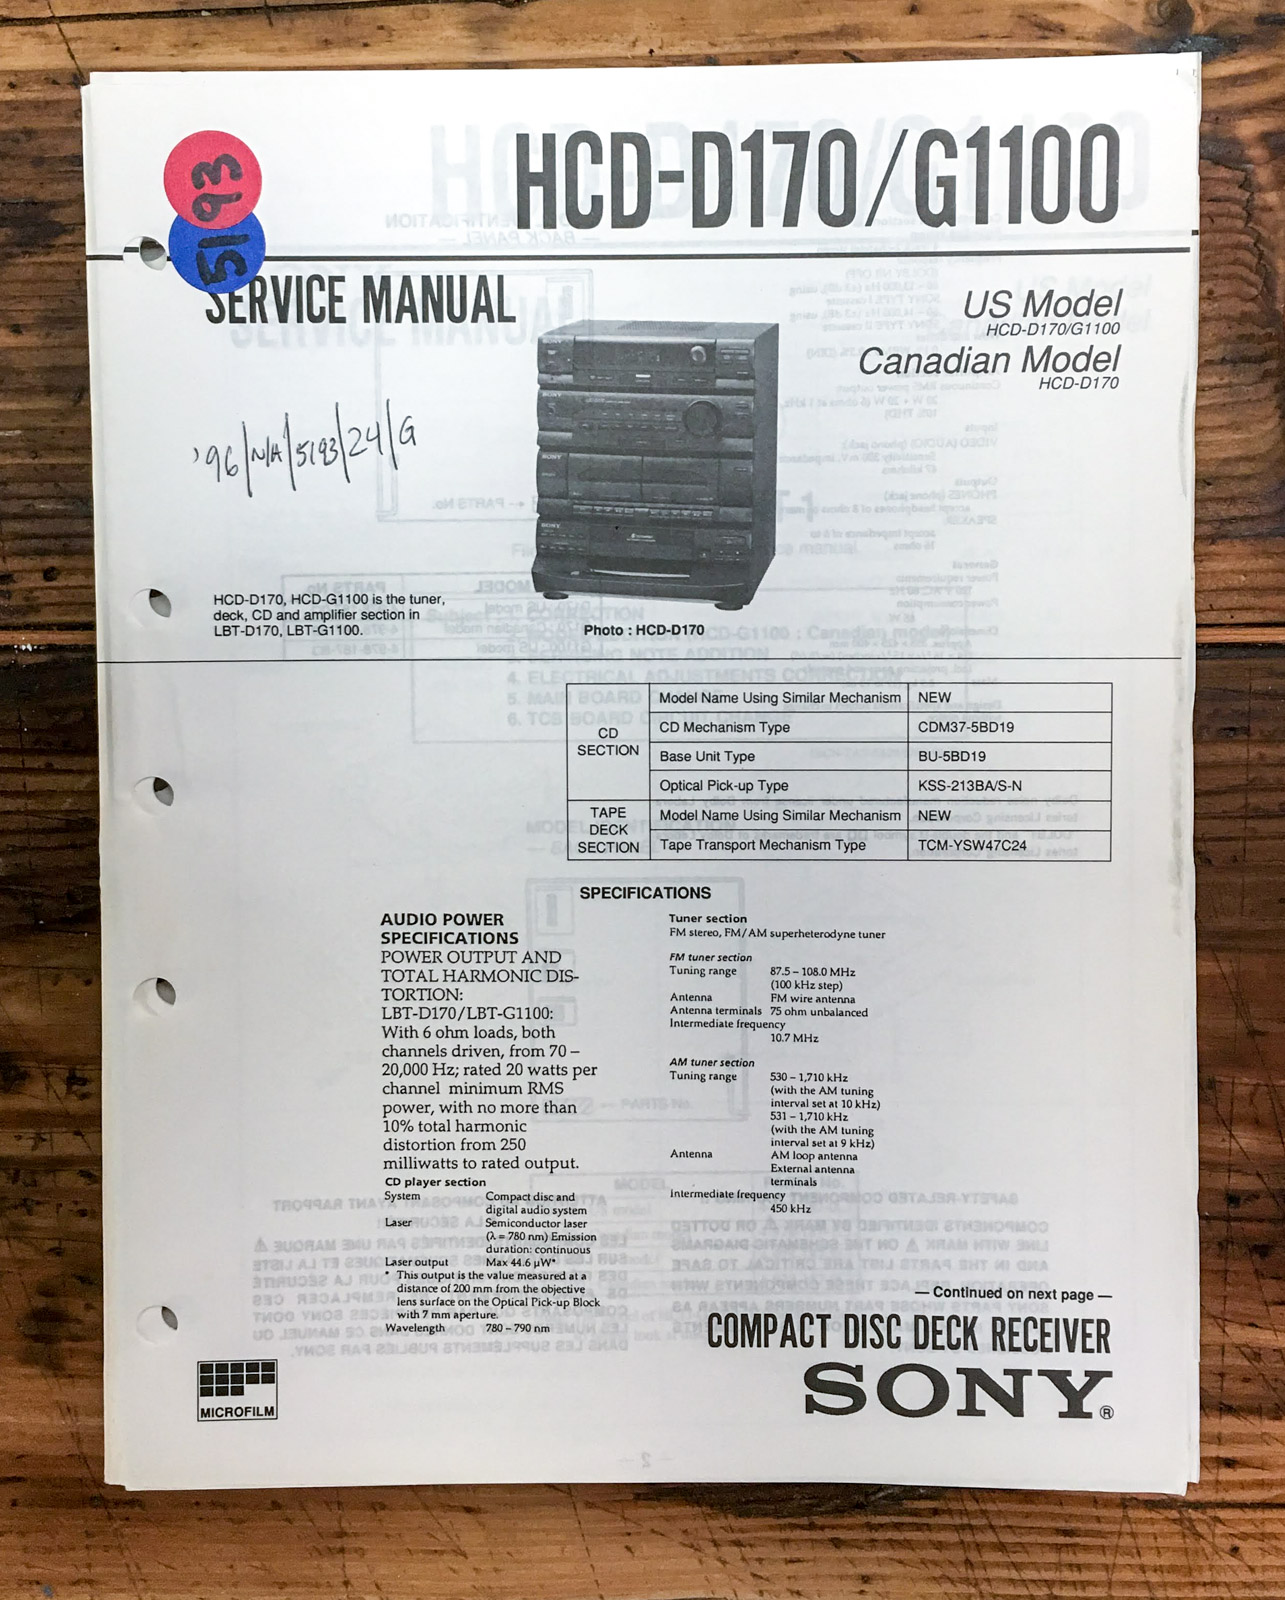 HCD-D170/G1100
93
51
SERVICE MANUAL
US Model
HCD-D170/G1100
Canadian Model
HCD-D170
'96/N/A/5193/24/G
SONY
SONY
SONY
SONY
HCD-D170, HCD-G1100 is the tuner,
deck, CD and amplifier section in
LBT-D170, LBT-G1100.
Photo : HCD-D170
CD
SECTION
Model Name Using Similar Mechanism NEW
CD Mechanism Type CDM37-5BD19
Base Unit Type BU-5BD19
Optical Pick-up Type KSS-213BA/S-N
TAPE
DECK
SECTION
Model Name Using Similar Mechanism NEW
Tape Transport Mechanism Type TCM-YSW47C24
SPECIFICATIONS
AUDIO POWER
SPECIFICATIONS
POWER OUTPUT AND
TOTAL HARMONIC DIS-
TORTION:
LBT-D170/LBT-G1100:
With 6 ohm loads, both
channels driven, from 70 –
20,000 Hz; rated 20 watts per
channel minimum RMS
power, with no more than
10% total harmonic
distortion from 250
milliwatts to rated output.
CD player section
System Compact disc and
digital audio system
Laser Semiconductor laser
(λ = 780 nm) Emission
duration: continuous
Laser output Max 44.6 µW*
* This output is the value measured at a
distance of 200 mm from the objective
lens surface on the Optical Pick-up Block
with 7 mm aperture.
Wavelength 780 – 790 nm
Tuner section
FM stereo, FM/AM superheterodyne tuner
FM tuner section
Tuning range 87.5 – 108.0 MHz
(100 kHz step)
Antenna FM wire antenna
Antenna terminals 75 ohm unbalanced
Intermediate frequency
10.7 MHz
AM tuner section
Tuning range 530 – 1,710 kHz
(with the AM tuning
interval set at 10 kHz)
531 – 1,710 kHz
(with the AM tuning
interval set at 9 kHz)
Antenna AM loop antenna
External antenna
terminals
Intermediate frequency
450 kHz
— Continued on next page —
COMPACT DISC DECK RECEIVER
SONY®
MICROFILM